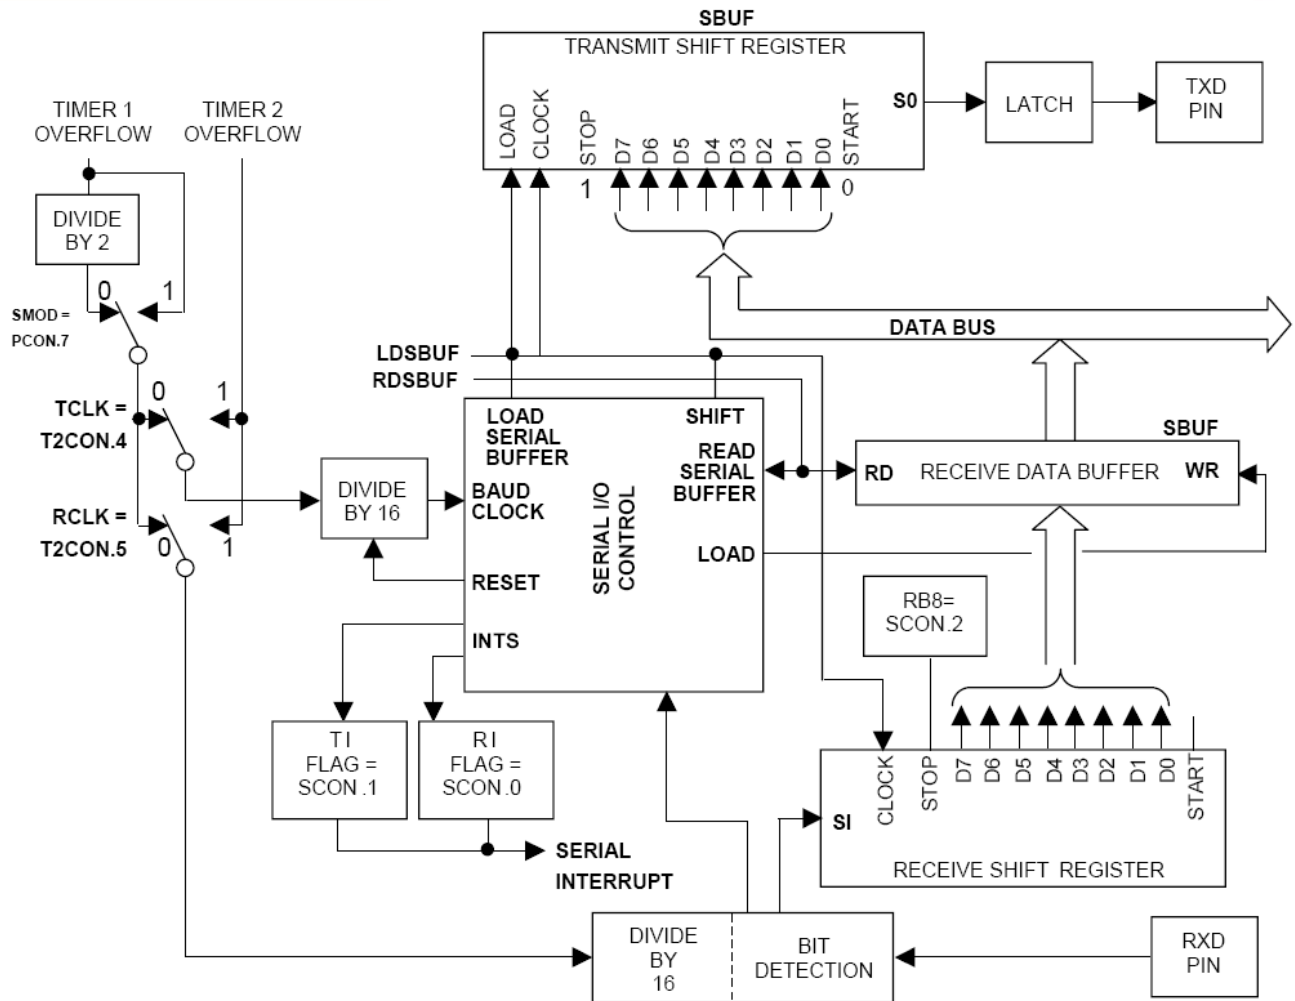 SBUF
TRANSMIT SHIFT REGISTER
LOAD
CLOCK
STOP
D7
D6
D5
D4
D3
D2
D1
D0
START
S0
1
0
LATCH
TXD
PIN
TIMER 1
OVERFLOW
TIMER 2
OVERFLOW
DIVIDE
BY 2
0
1
SMOD =
PCON.7
DATA BUS
LDSBUF
RDSBUF
0
1
TCLK =
T2CON.4
LOAD
SERIAL
BUFFER
SHIFT
READ
SERIAL
BUFFER
SBUF
RD
RECEIVE DATA BUFFER
WR
DIVIDE
BY 16
BAUD
CLOCK
SERIAL I/O
CONTROL
RCLK =
T2CON.5
0
1
LOAD
RESET
INTS
RB8=
SCON.2
TI
FLAG =
SCON.1
RI
FLAG =
SCON.0
SERIAL
INTERRUPT
SI
CLOCK
STOP
D7
D6
D5
D4
D3
D2
D1
D0
START
RECEIVE SHIFT REGISTER
DIVIDE
BY
16
BIT
DETECTION
RXD
PIN